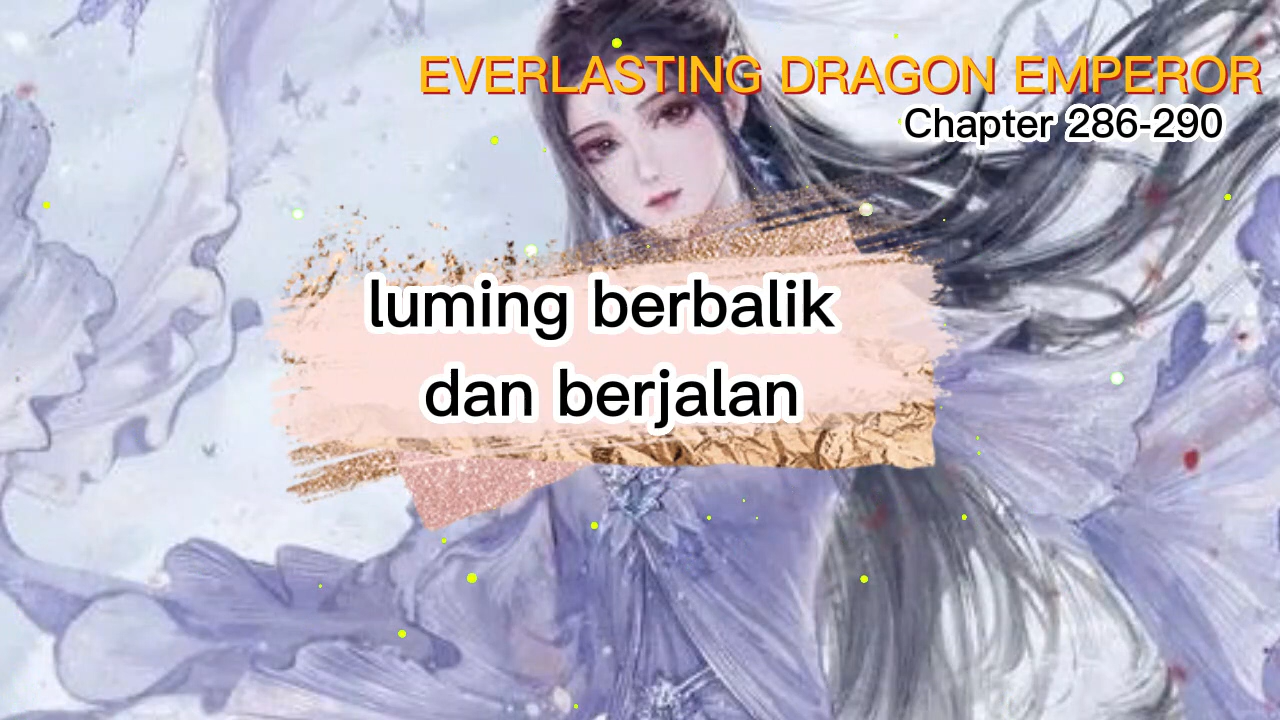 EVERLASTING DRAGON EMPEROR
Chapter 286-290
luming berbalik
dan berjalan